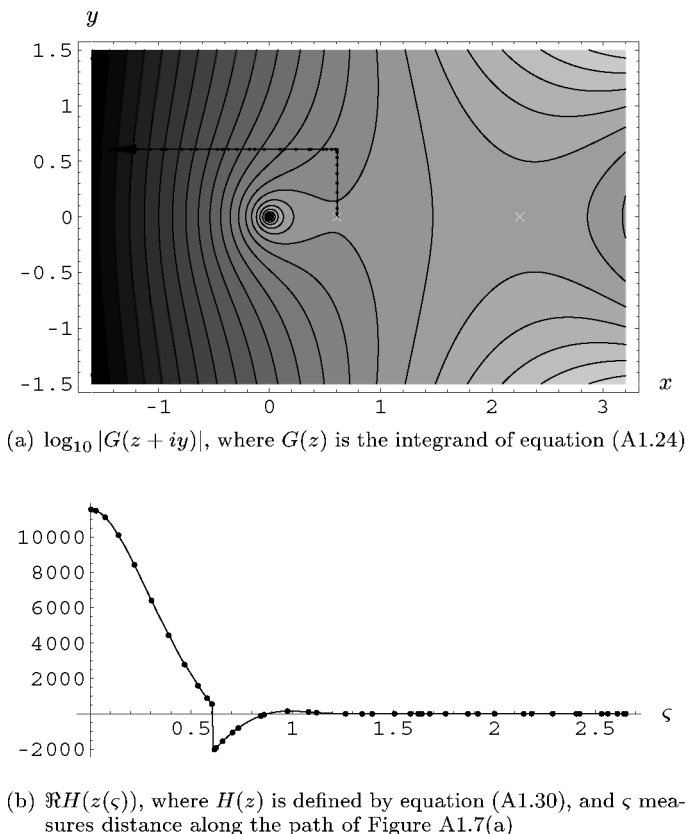 y
1.5
1
0.5
0
-0.5
-1
-1.5
-1 0 1 2 3
x
(a) log₁₀ |G(z + iy)|, where G(z) is the integrand of equation (A1.24)
10000
8000
6000
4000
2000
-2000
0.5 1 1.5 2 2.5 ς
(b) ℜH(z(ς)), where H(z) is defined by equation (A1.30), and ς mea-
sures distance along the path of Figure A1.7(a)